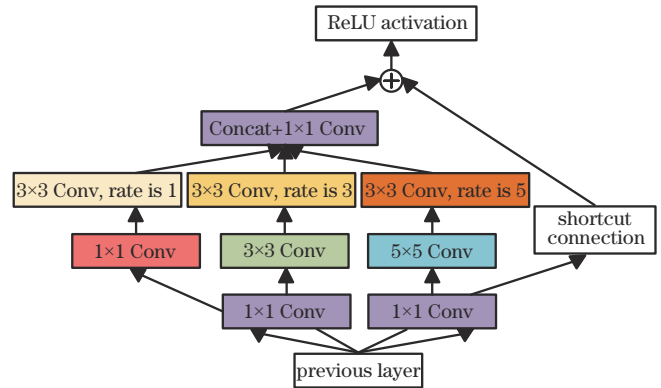 ReLU activation
Concat+1×1 Conv
3×3 Conv, rate is 1
3×3 Conv, rate is 3
3×3 Conv, rate is 5
shortcut
connection
1×1 Conv
3×3 Conv
5×5 Conv
1×1 Conv
1×1 Conv
previous layer